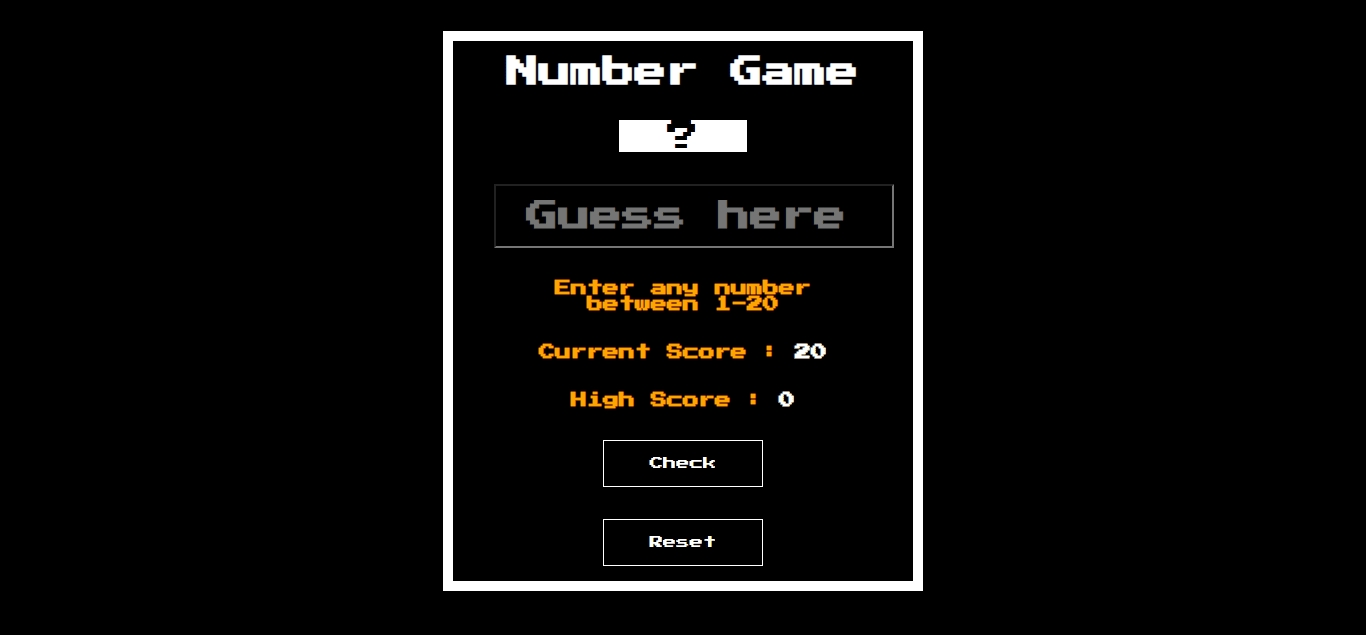 Number Game
?
Guess here
Enter any number
between 1-20
Current Score : 20
High Score : 0
Check
Reset